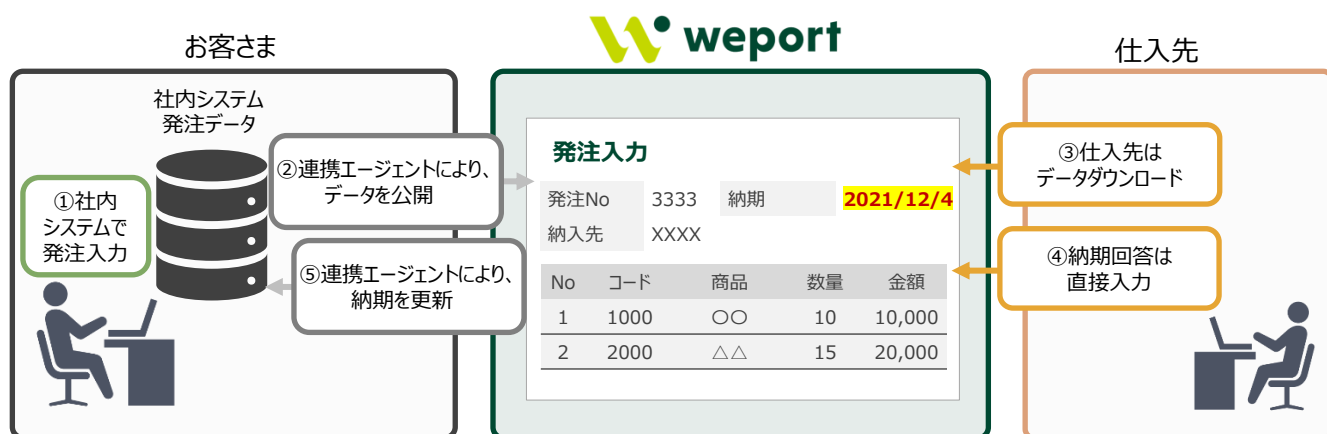 お客さま
weport
仕入先
社内システム
発注データ
①社内
システムで
発注入力
②連携エージェントにより、
データを公開
⑤連携エージェントにより、
納期を更新
発注入力
発注No 3333 納期 2021/12/4
納入先 XXXX
No コード 商品 数量 金額
1 1000 〇〇 10 10,000
2 2000 △△ 15 20,000
③仕入先は
データダウンロード
④納期回答は
直接入力